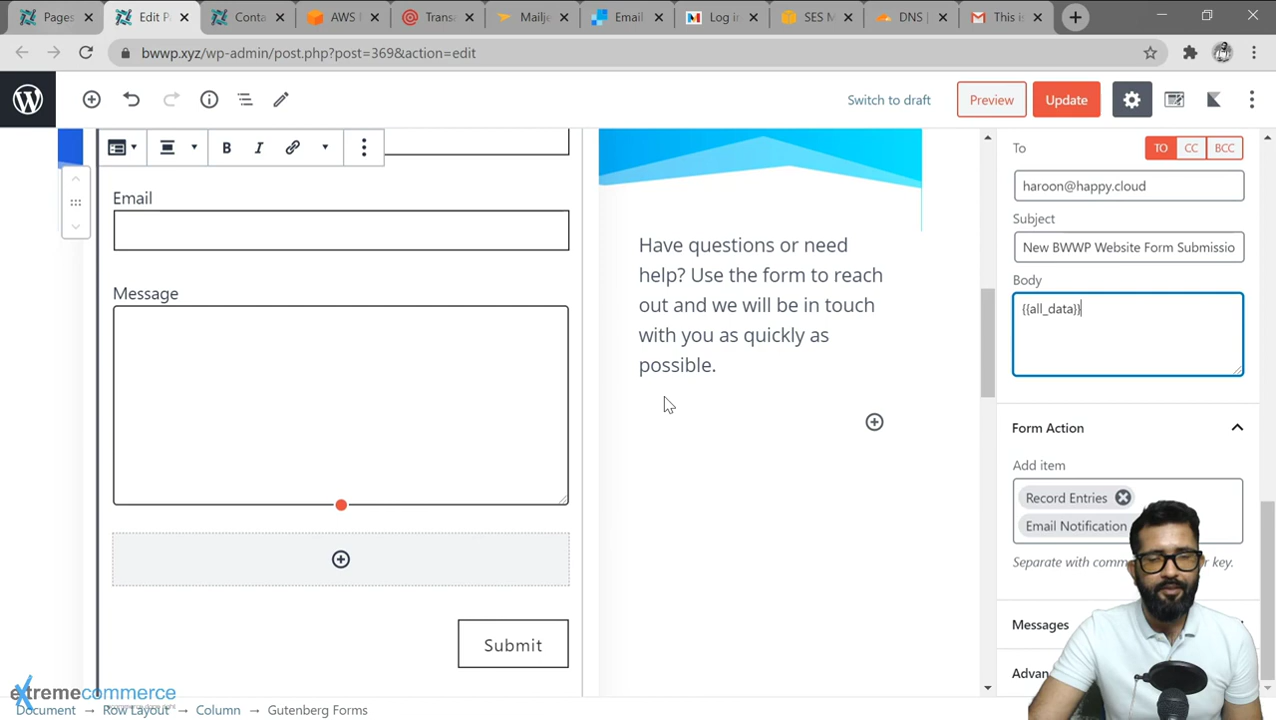 Pages
Edit P
Conta
AWS
Trans
Mailje
Email
Log i
SES M
DNS |
This i
bwwp.xyz/wp-admin/post.php?post=369&action=edit
Switch to draft
Preview
Update
B
I
Email
Message
Submit
Have questions or need
help? Use the form to reach
out and we will be in touch
with you as quickly as
possible.
To
TO
CC
BCC
haroon@happy.cloud
Subject
New BWWP Website Form Submissio
Body
{{all_data}}
Form Action
Add item
Record Entries
Email Notification
Separate with comm
r key.
Messages
Advan
extremecommerce
Document → Row Layout → Column → Gutenberg Forms